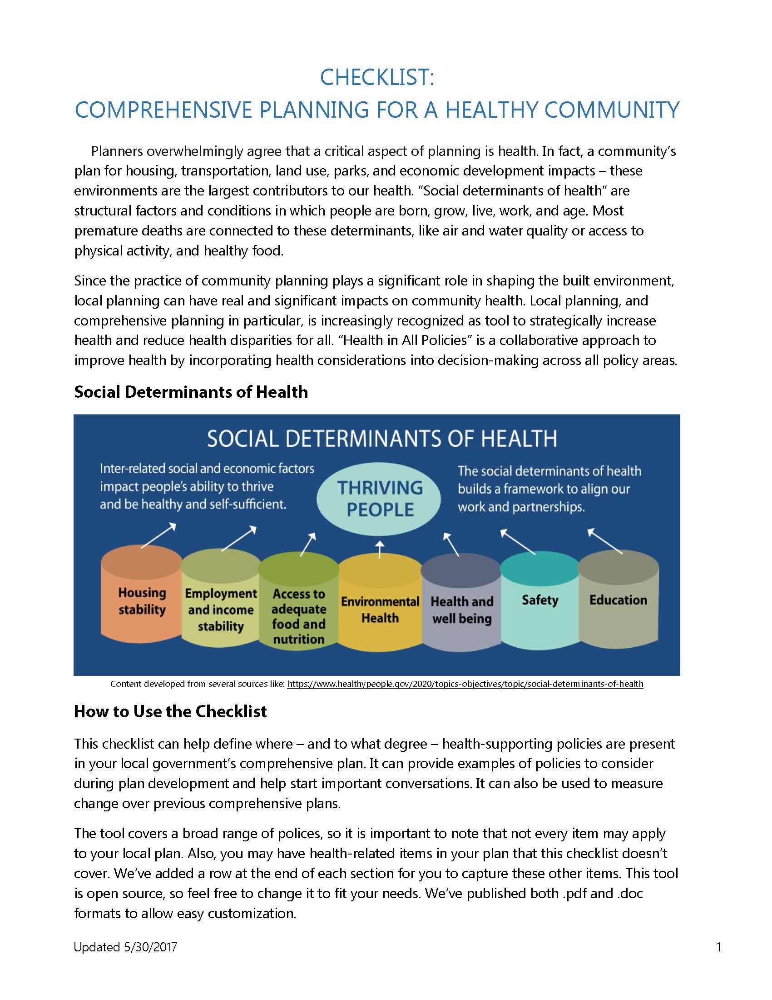 CHECKLIST:
COMPREHENSIVE PLANNING FOR A HEALTHY COMMUNITY
Planners overwhelmingly agree that a critical aspect of planning is health. In fact, a community’s
plan for housing, transportation, land use, parks, and economic development impacts – these
environments are the largest contributors to our health. “Social determinants of health” are
structural factors and conditions in which people are born, grow, live, work, and age. Most
premature deaths are connected to these determinants, like air and water quality or access to
physical activity, and healthy food.
Since the practice of community planning plays a significant role in shaping the built environment,
local planning can have real and significant impacts on community health. Local planning, and
comprehensive planning in particular, is increasingly recognized as tool to strategically increase
health and reduce health disparities for all. “Health in All Policies” is a collaborative approach to
improve health by incorporating health considerations into decision-making across all policy areas.
Social Determinants of Health
SOCIAL DETERMINANTS OF HEALTH
Inter-related social and economic factors
impact people’s ability to thrive
and be healthy and self-sufficient.
THRIVING
PEOPLE
The social determinants of health
builds a framework to align our
work and partnerships.
Housing
stability
Employment
and income
stability
Access to
adequate
food and
nutrition
Environmental
Health
Health and
well being
Safety
Education
Content developed from several sources like: https://www.healthypeople.gov/2020/topics-objectives/topic/social-determinants-of-health
How to Use the Checklist
This checklist can help define where – and to what degree – health-supporting policies are present
in your local government’s comprehensive plan. It can provide examples of policies to consider
during plan development and help start important conversations. It can also be used to measure
change over previous comprehensive plans.
The tool covers a broad range of polices, so it is important to note that not every item may apply
to your local plan. Also, you may have health-related items in your plan that this checklist doesn’t
cover. We’ve added a row at the end of each section for you to capture these other items. This tool
is open source, so feel free to change it to fit your needs. We’ve published both .pdf and .doc
formats to allow easy customization.
Updated 5/30/2017
1